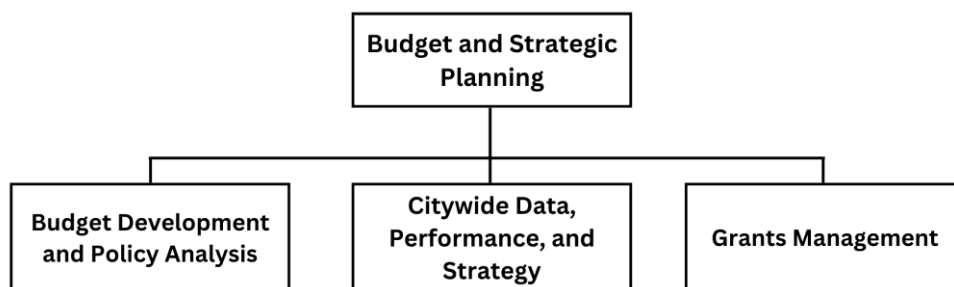 Budget and Strategic
Planning
Budget Development
and Policy Analysis
Citywide Data,
Performance, and
Strategy
Grants Management